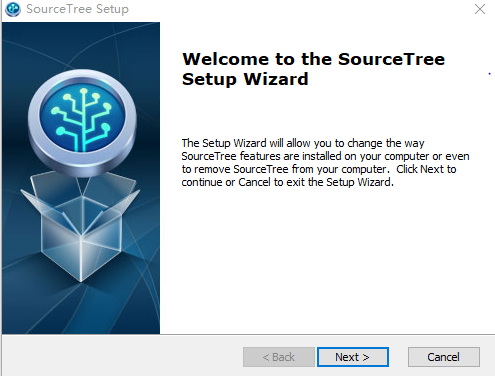 SourceTree Setup
Welcome to the SourceTree
Setup Wizard
The Setup Wizard will allow you to change the way
SourceTree features are installed on your computer or even
to remove SourceTree from your computer.  Click Next to
continue or Cancel to exit the Setup Wizard.
< Back
Next >
Cancel